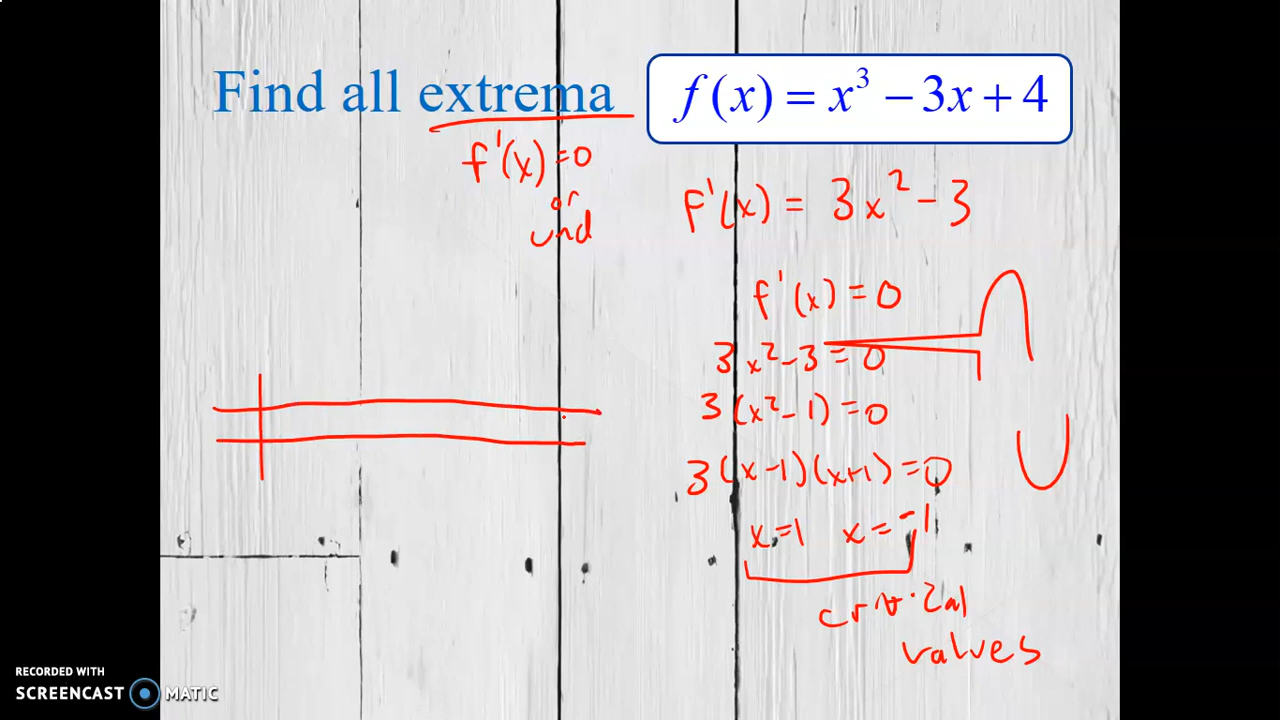 Find all extrema
f(x) = x³ − 3x + 4
f'(x) = 0
or
und
f'(x) = 3x² − 3
f'(x) = 0
3x² − 3 = 0
3(x² − 1) = 0
3(x − 1)(x + 1) = 0
x = 1 x = −1
critical
values
RECORDED WITH
SCREENCAST MATIC